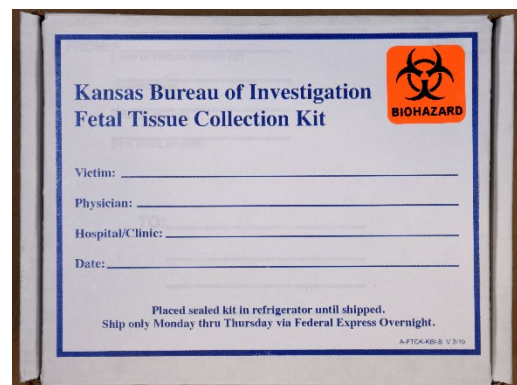 Kansas Bureau of Investigation
Fetal Tissue Collection Kit
BIOHAZARD
Victim:
Physician:
Hospital/Clinic:
Date:
Placed sealed kit in refrigerator until shipped.
Ship only Monday thru Thursday via Federal Express Overnight.
A-FTCK-KBI-B V.3/19